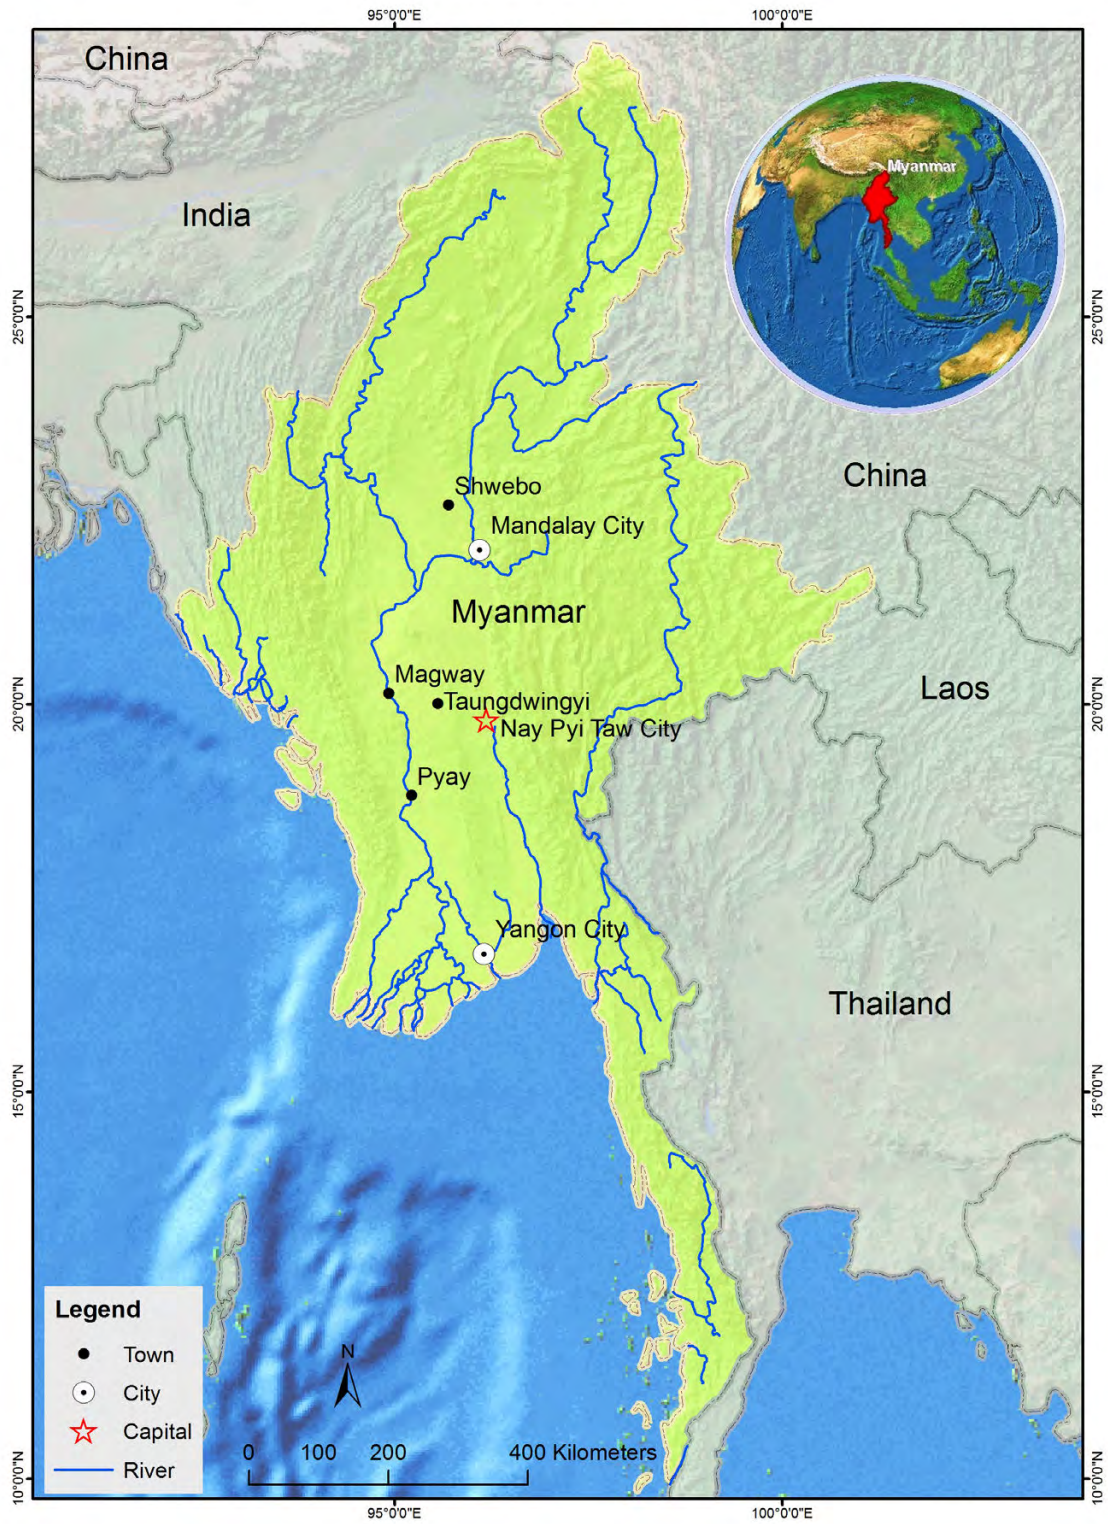 95°0'0"E
100°0'0"E
China
Myanmar
India
25°0'0"N
25°0'0"N
China
Shwebo
Mandalay City
Myanmar
Magway
Taungdwingyi
Laos
20°0'0"N
20°0'0"N
Nay Pyi Taw City
Pyay
Yangon City
Thailand
15°0'0"N
15°0'0"N
Legend
Town
City
Capital
River
N
0 100 200 400 Kilometers
10°0'0"N
10°0'0"N
95°0'0"E
100°0'0"E